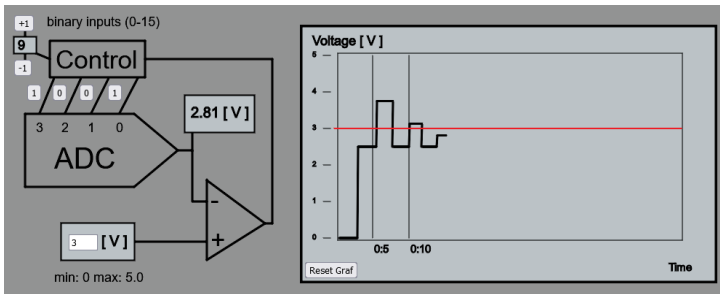 +1
binary inputs (0-15)
9
-1
Control
1 0 0 1
3 2 1 0
ADC
2.81 [ V ]
-
+
3 [ V ]
min: 0 max: 5.0
Voltage [ V ]
5
4
3
2
1
0
0:5 0:10
Time
Reset Graf